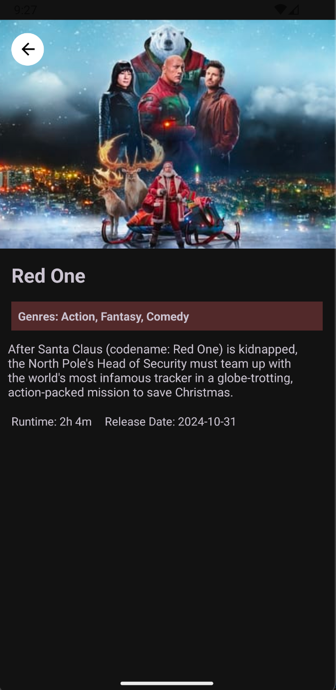 9:27
Red One
Genres: Action, Fantasy, Comedy
After Santa Claus (codename: Red One) is kidnapped,
the North Pole's Head of Security must team up with
the world's most infamous tracker in a globe-trotting,
action-packed mission to save Christmas.
Runtime: 2h 4m Release Date: 2024-10-31